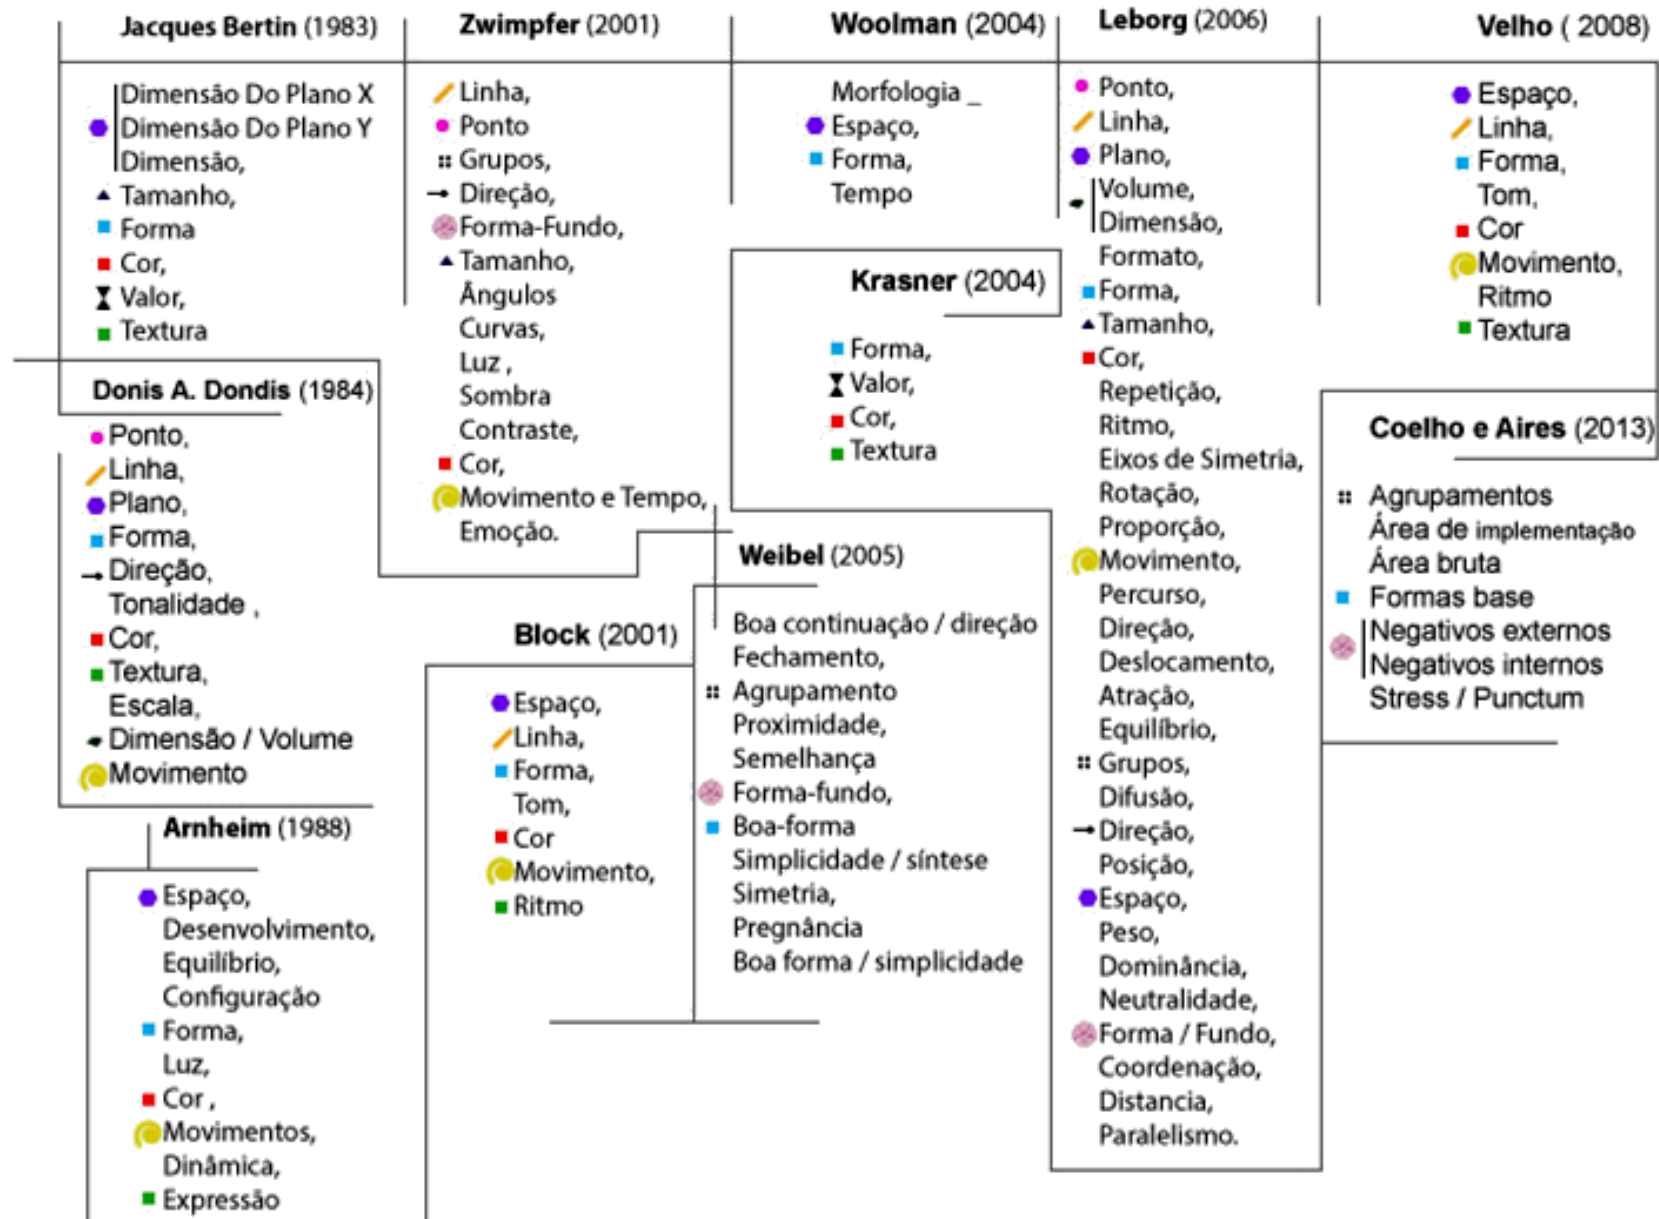 Jacques Bertin (1983)
Dimensão Do Plano X
Dimensão Do Plano Y
Dimensão,
Tamanho,
Forma
Cor,
Valor,
Textura
Donis A. Dondis (1984)
Ponto,
Linha,
Plano,
Forma,
Direção,
Tonalidade ,
Cor,
Textura,
Escala,
Dimensão / Volume
Movimento
Arnheim (1988)
Espaço,
Desenvolvimento,
Equilíbrio,
Configuração
Forma,
Luz,
Cor ,
Movimentos,
Dinâmica,
Expressão
Zwimpfer (2001)
Linha,
Ponto
Grupos,
Direção,
Forma-Fundo,
Tamanho,
Ângulos
Curvas,
Luz ,
Sombra
Contraste,
Cor,
Movimento e Tempo,
Emoção.
Block (2001)
Espaço,
Linha,
Forma,
Tom,
Cor
Movimento,
Ritmo
Woolman (2004)
Morfologia _
Espaço,
Forma,
Tempo
Krasner (2004)
Forma,
Valor,
Cor,
Textura
Weibel (2005)
Boa continuação / direção
Fechamento,
Agrupamento
Proximidade,
Semelhança
Forma-fundo,
Boa-forma
Simplicidade / síntese
Simetria,
Pregnância
Boa forma / simplicidade
Leborg (2006)
Ponto,
Linha,
Plano,
Volume,
Dimensão,
Formato,
Forma,
Tamanho,
Cor,
Repetição,
Ritmo,
Eixos de Simetria,
Rotação,
Proporção,
Movimento,
Percurso,
Direção,
Deslocamento,
Atração,
Equilíbrio,
Grupos,
Difusão,
Direção,
Posição,
Espaço,
Peso,
Dominância,
Neutralidade,
Forma / Fundo,
Coordenação,
Distancia,
Paralelismo.
Velho ( 2008)
Espaço,
Linha,
Forma,
Tom,
Cor
Movimento,
Ritmo
Textura
Coelho e Aires (2013)
Agrupamentos
Área de implementação
Área bruta
Formas base
Negativos externos
Negativos internos
Stress / Punctum